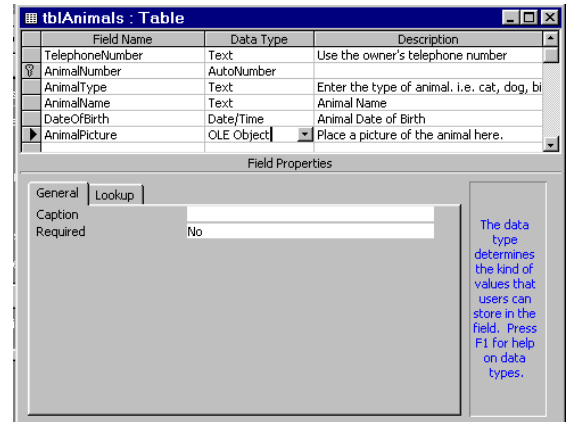 tblAnimals : Table
Field Name Data Type Description
TelephoneNumber Text Use the owner's telephone number
AnimalNumber AutoNumber
AnimalType Text Enter the type of animal. i.e. cat, dog, bi
AnimalName Text Animal Name
DateOfBirth Date/Time Animal Date of Birth
AnimalPicture OLE Object Place a picture of the animal here.
Field Properties
General Lookup
Caption
Required No
The data
type
determines
the kind of
values that
users can
store in the
field. Press
F1 for help
on data
types.